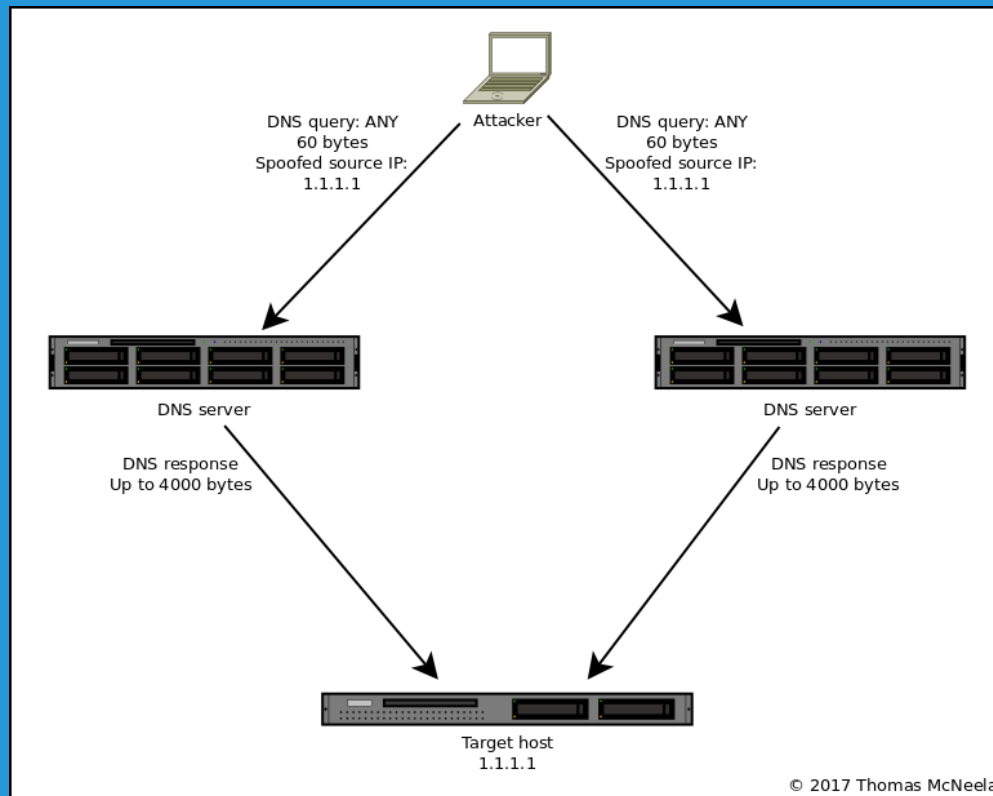 Attacker
DNS query: ANY
60 bytes
Spoofed source IP:
1.1.1.1
DNS query: ANY
60 bytes
Spoofed source IP:
1.1.1.1
DNS server
DNS server
DNS response
Up to 4000 bytes
DNS response
Up to 4000 bytes
Target host
1.1.1.1
© 2017 Thomas McNeela